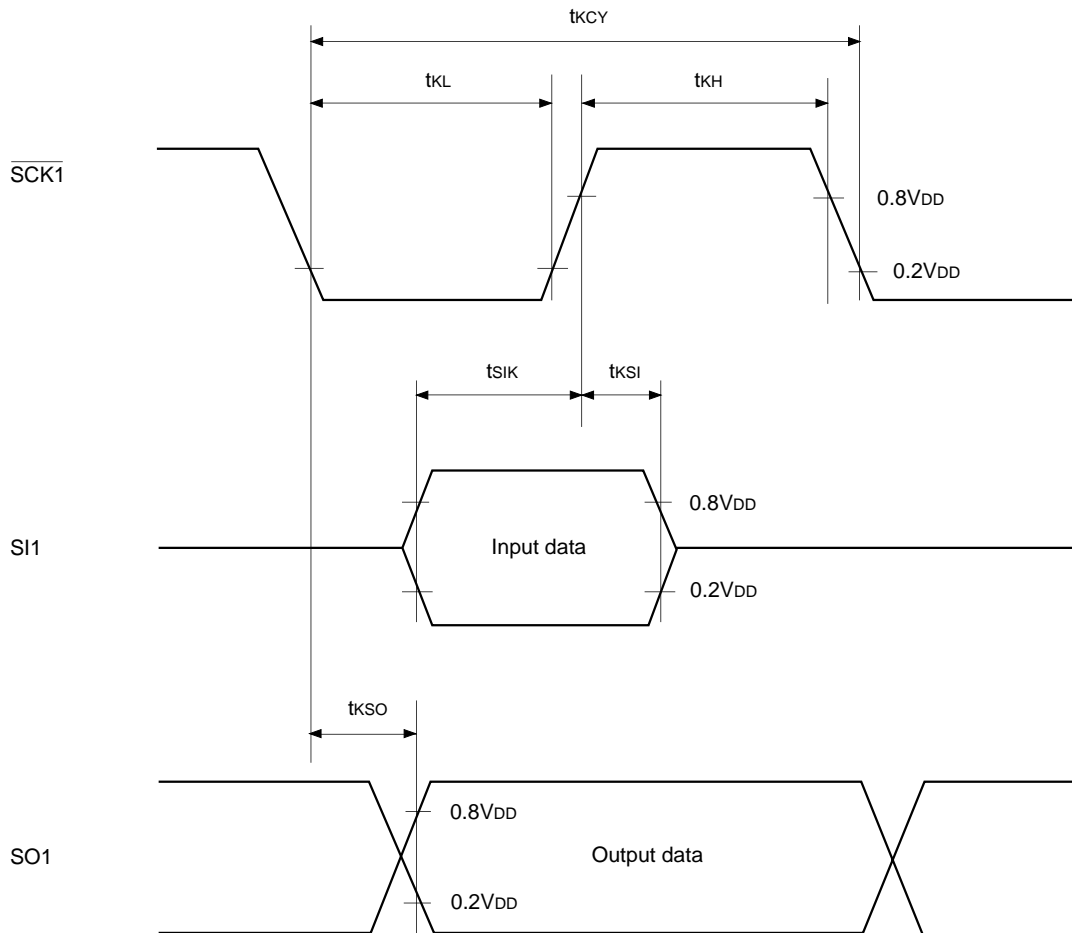 tKCY
tKL
tKH
SCK1
0.8VDD
0.2VDD
tSIK
tKSI
0.8VDD
SI1
Input data
0.2VDD
tKSO
0.8VDD
SO1
Output data
0.2VDD